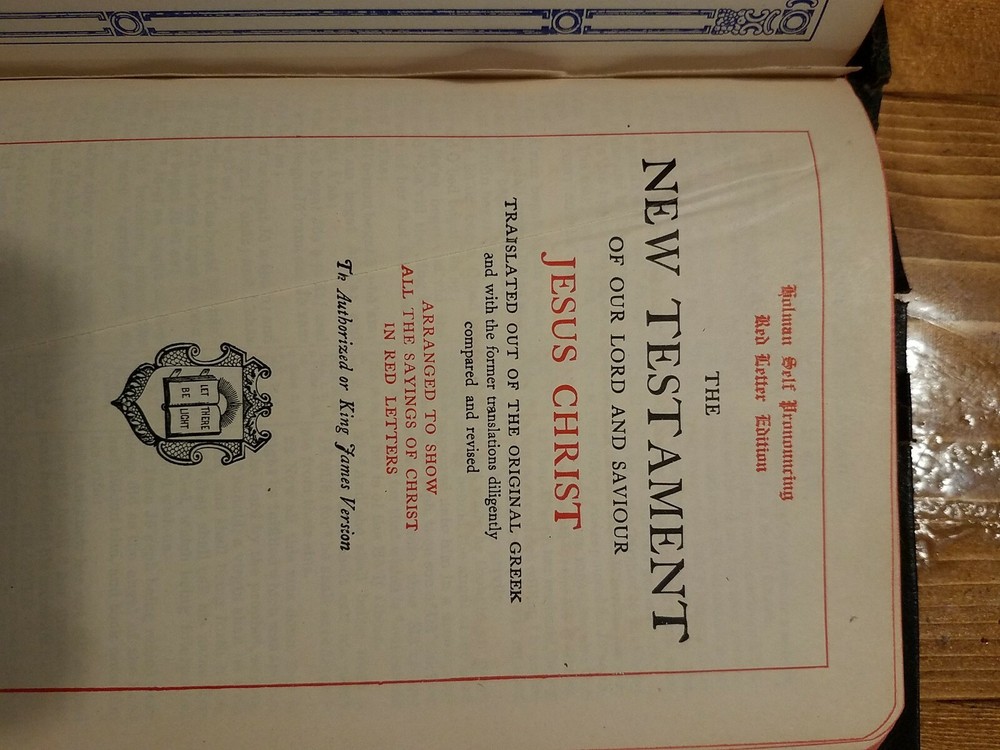 Holman Self Pronouncing
Red Letter Edition
THE
NEW TESTAMENT
OF OUR LORD AND SAVIOUR
JESUS CHRIST
TRANSLATED OUT OF THE ORIGINAL GREEK
and with the former translations diligently
compared and revised
ARRANGED TO SHOW
ALL THE SAYINGS OF CHRIST
IN RED LETTERS
Th Authorized or King James Version
LET THERE
BE LIGHT